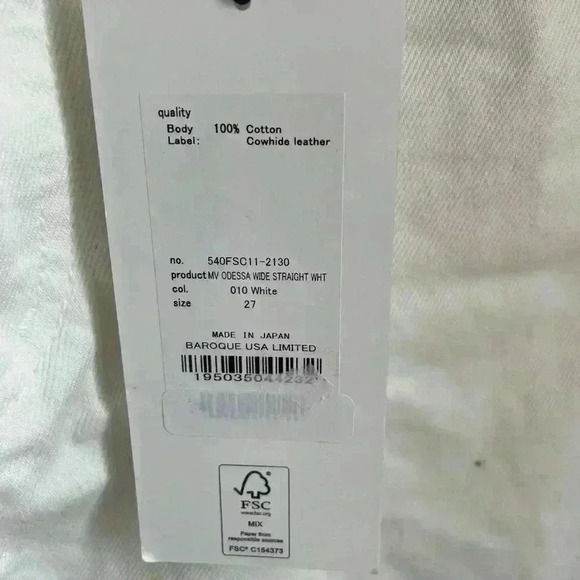 quality
Body 100% Cotton
Label: Cowhide leather
no. 540FSC11-2130
product MV ODESSA WIDE STRAIGHT WHT
col. 010 White
size 27
MADE IN JAPAN
BAROQUE USA LIMITED
195035044232
FSC
www.fsc.org
MIX
Paper from
responsible sources
FSC® C154373